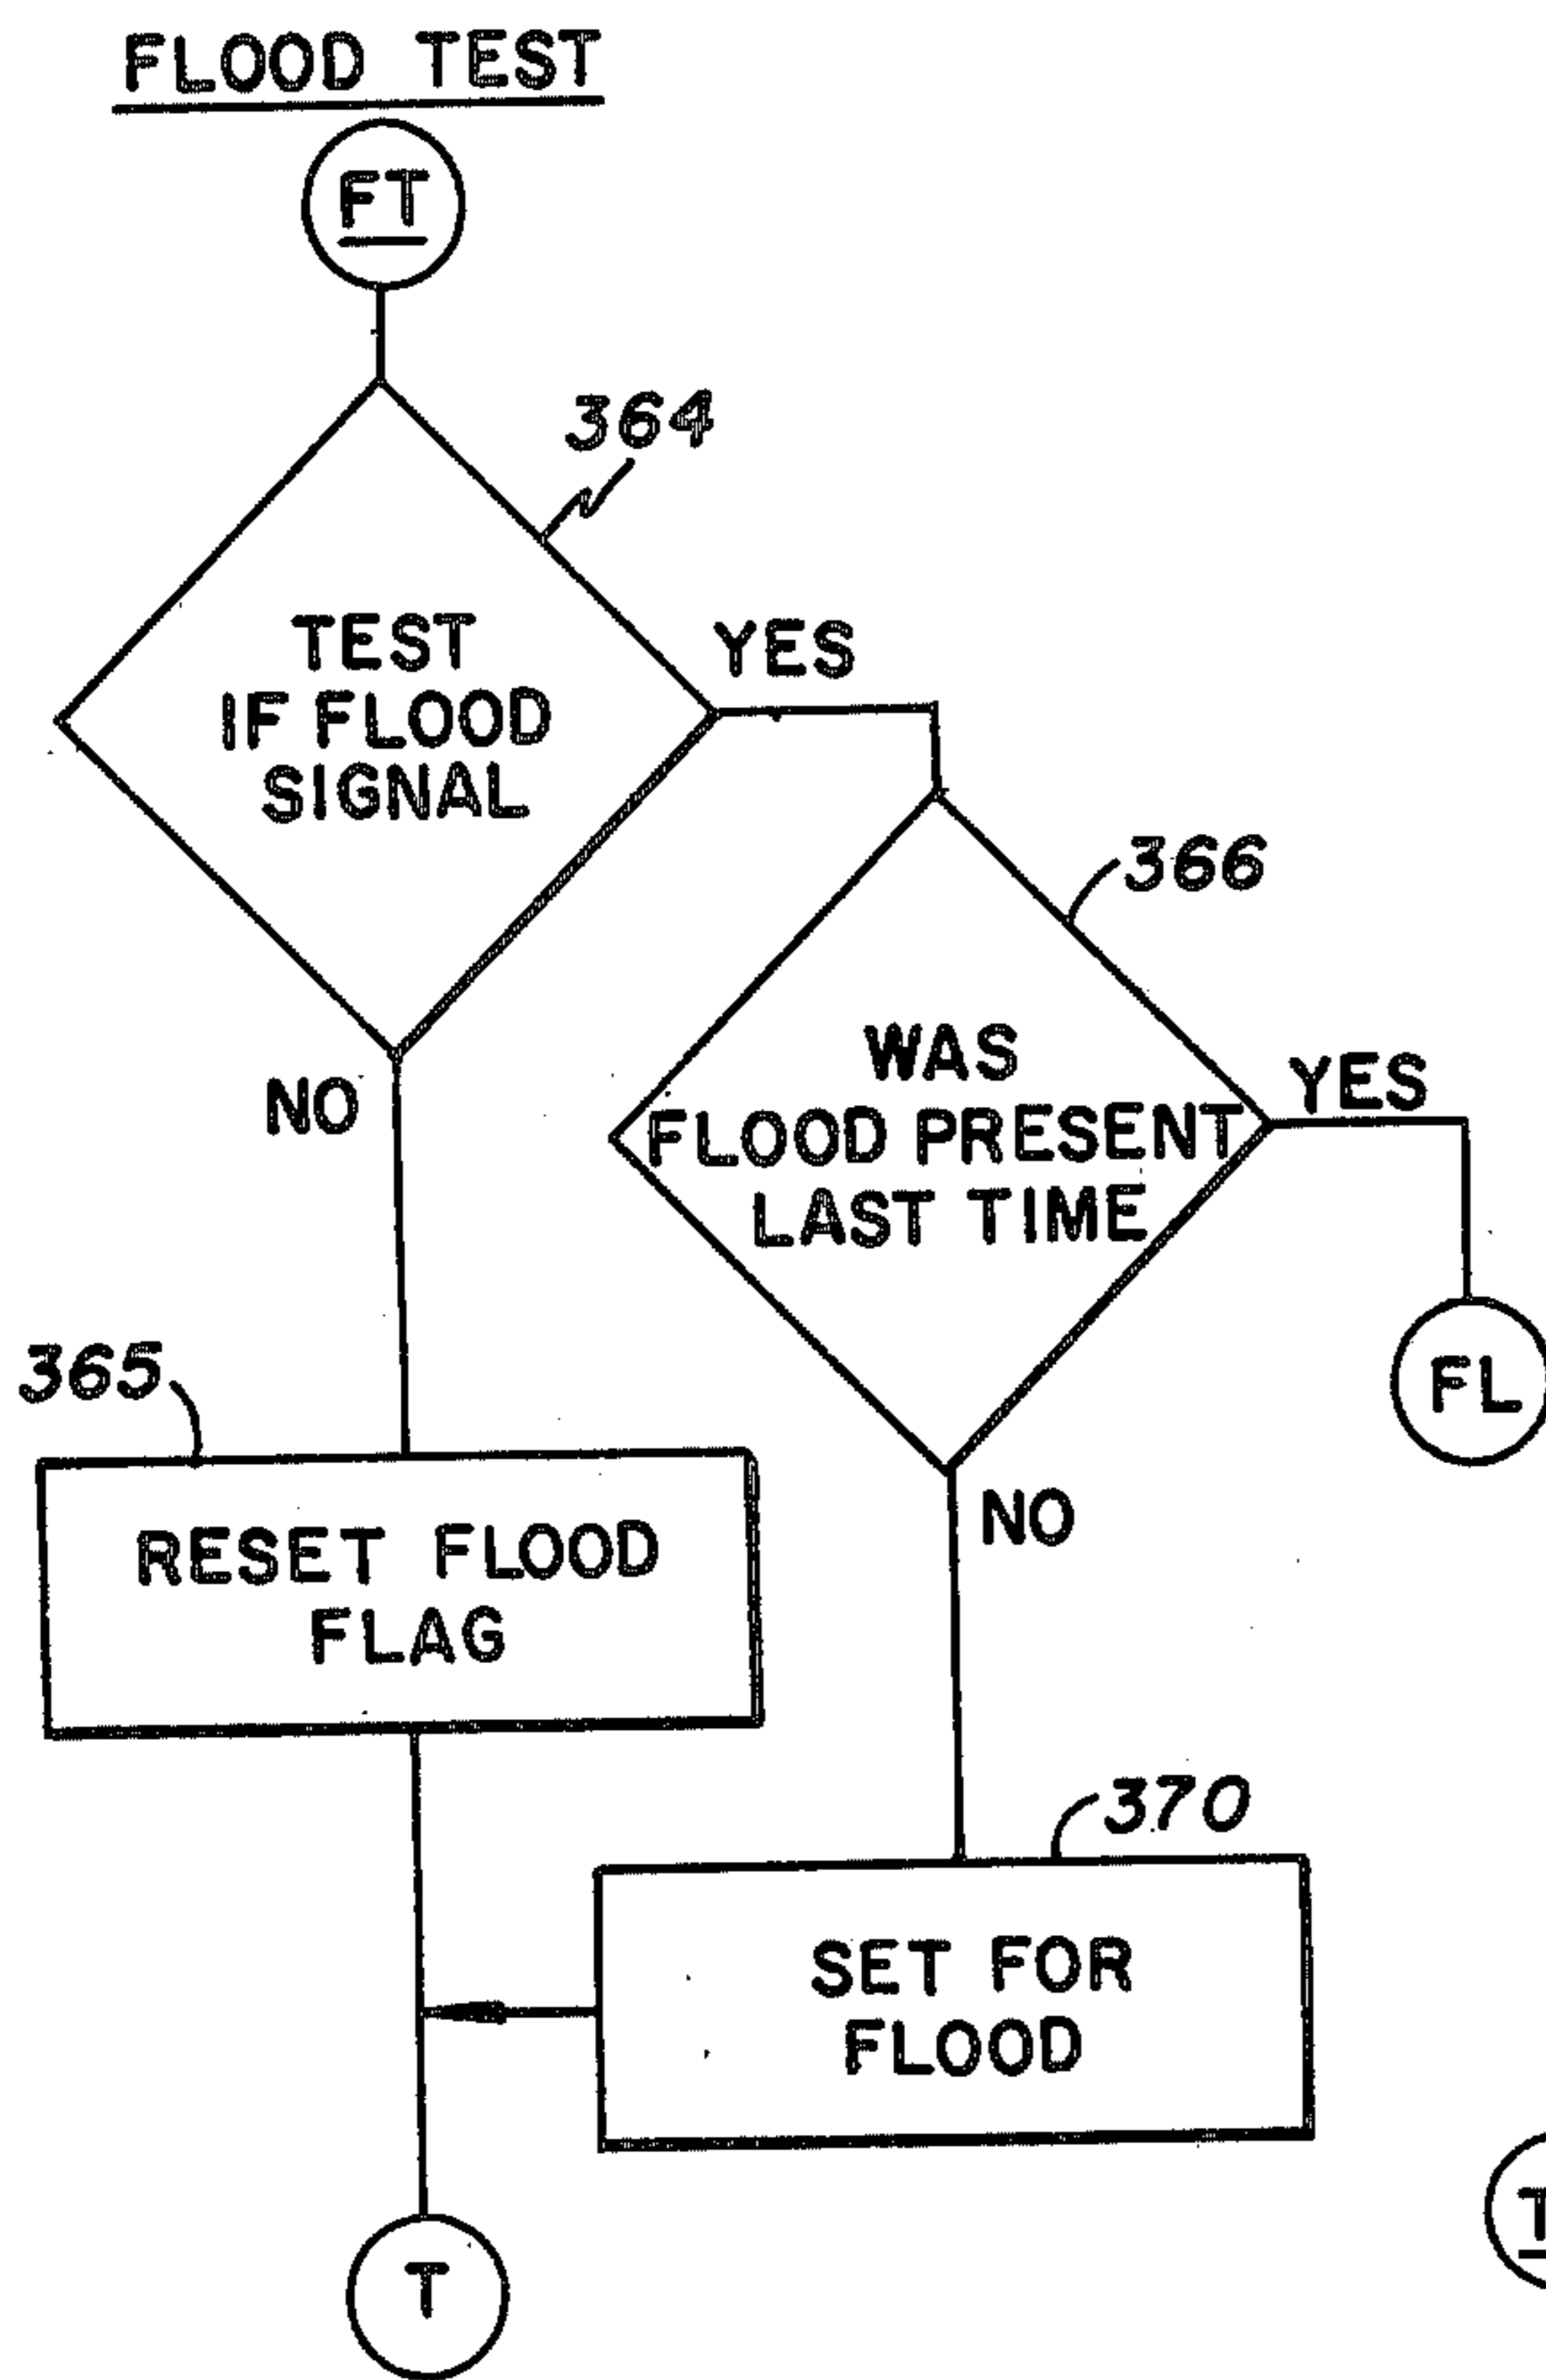 FLOOD TEST
FT
364
TEST
IF FLOOD
SIGNAL
YES
366
WAS
FLOOD PRESENT
LAST TIME
YES
NO
FL
365
RESET FLOOD
FLAG
NO
370
SET FOR
FLOOD
T
T